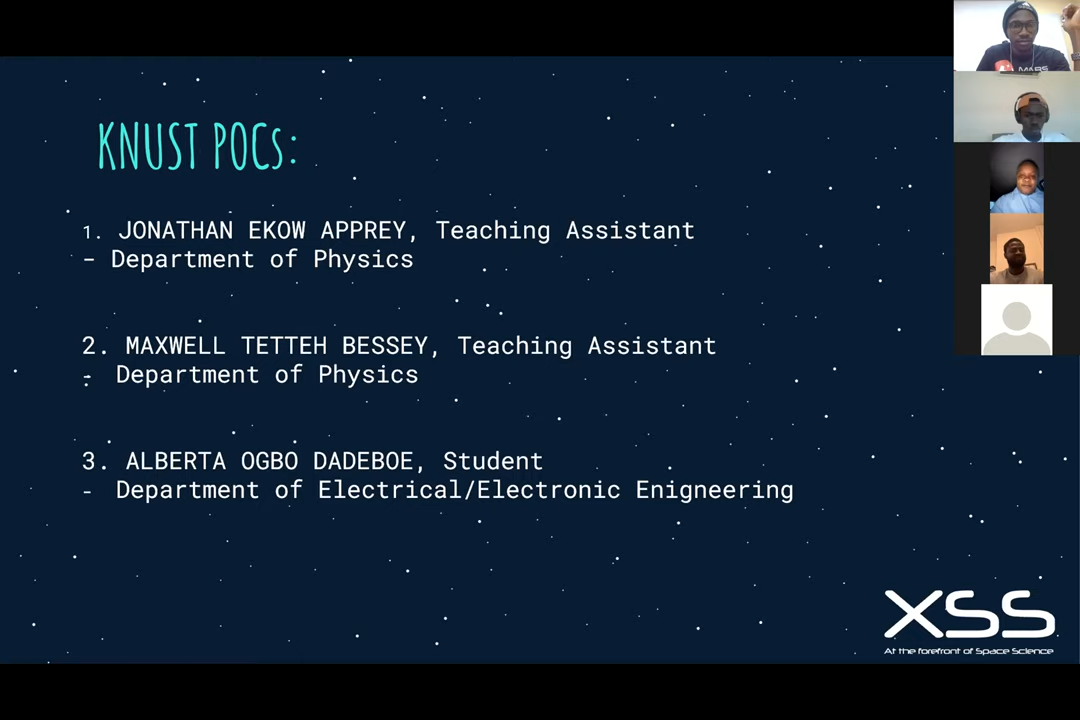 KNUST POCs:
1. JONATHAN EKOW APPREY, Teaching Assistant
- Department of Physics
2. MAXWELL TETTEH BESSEY, Teaching Assistant
- Department of Physics
3. ALBERTA OGBO DADEBOE, Student
- Department of Electrical/Electronic Enigneering
XSS
At the forefront of Space Science
MARS